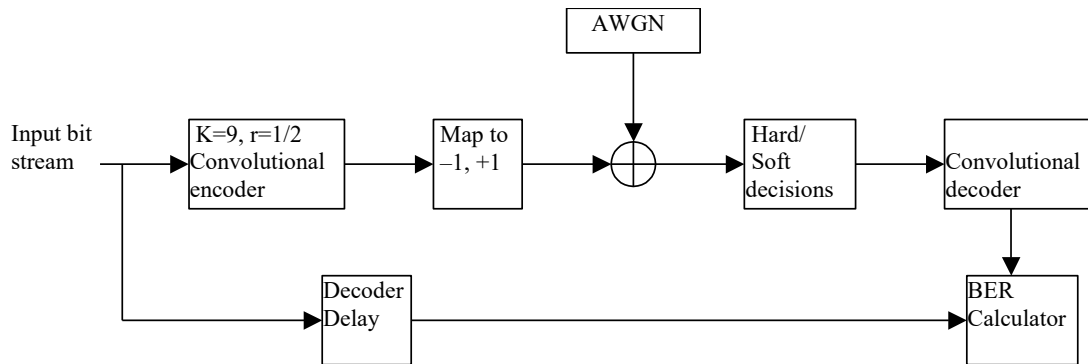 AWGN
Input bit
stream
K=9, r=1/2
Convolutional
encoder
Map to
–1, +1
Hard/
Soft
decisions
Convolutional
decoder
Decoder
Delay
BER
Calculator